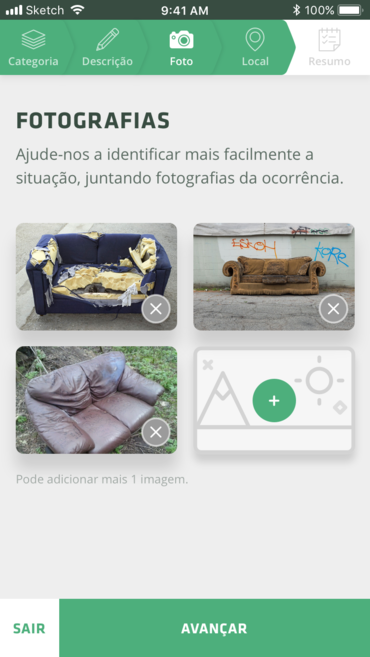 Sketch 9:41 AM 100%
Categoria Descrição Foto Local Resumo
FOTOGRAFIAS
Ajude-nos a identificar mais facilmente a
situação, juntando fotografias da ocorrência.
Pode adicionar mais 1 imagem.
SAIR AVANÇAR